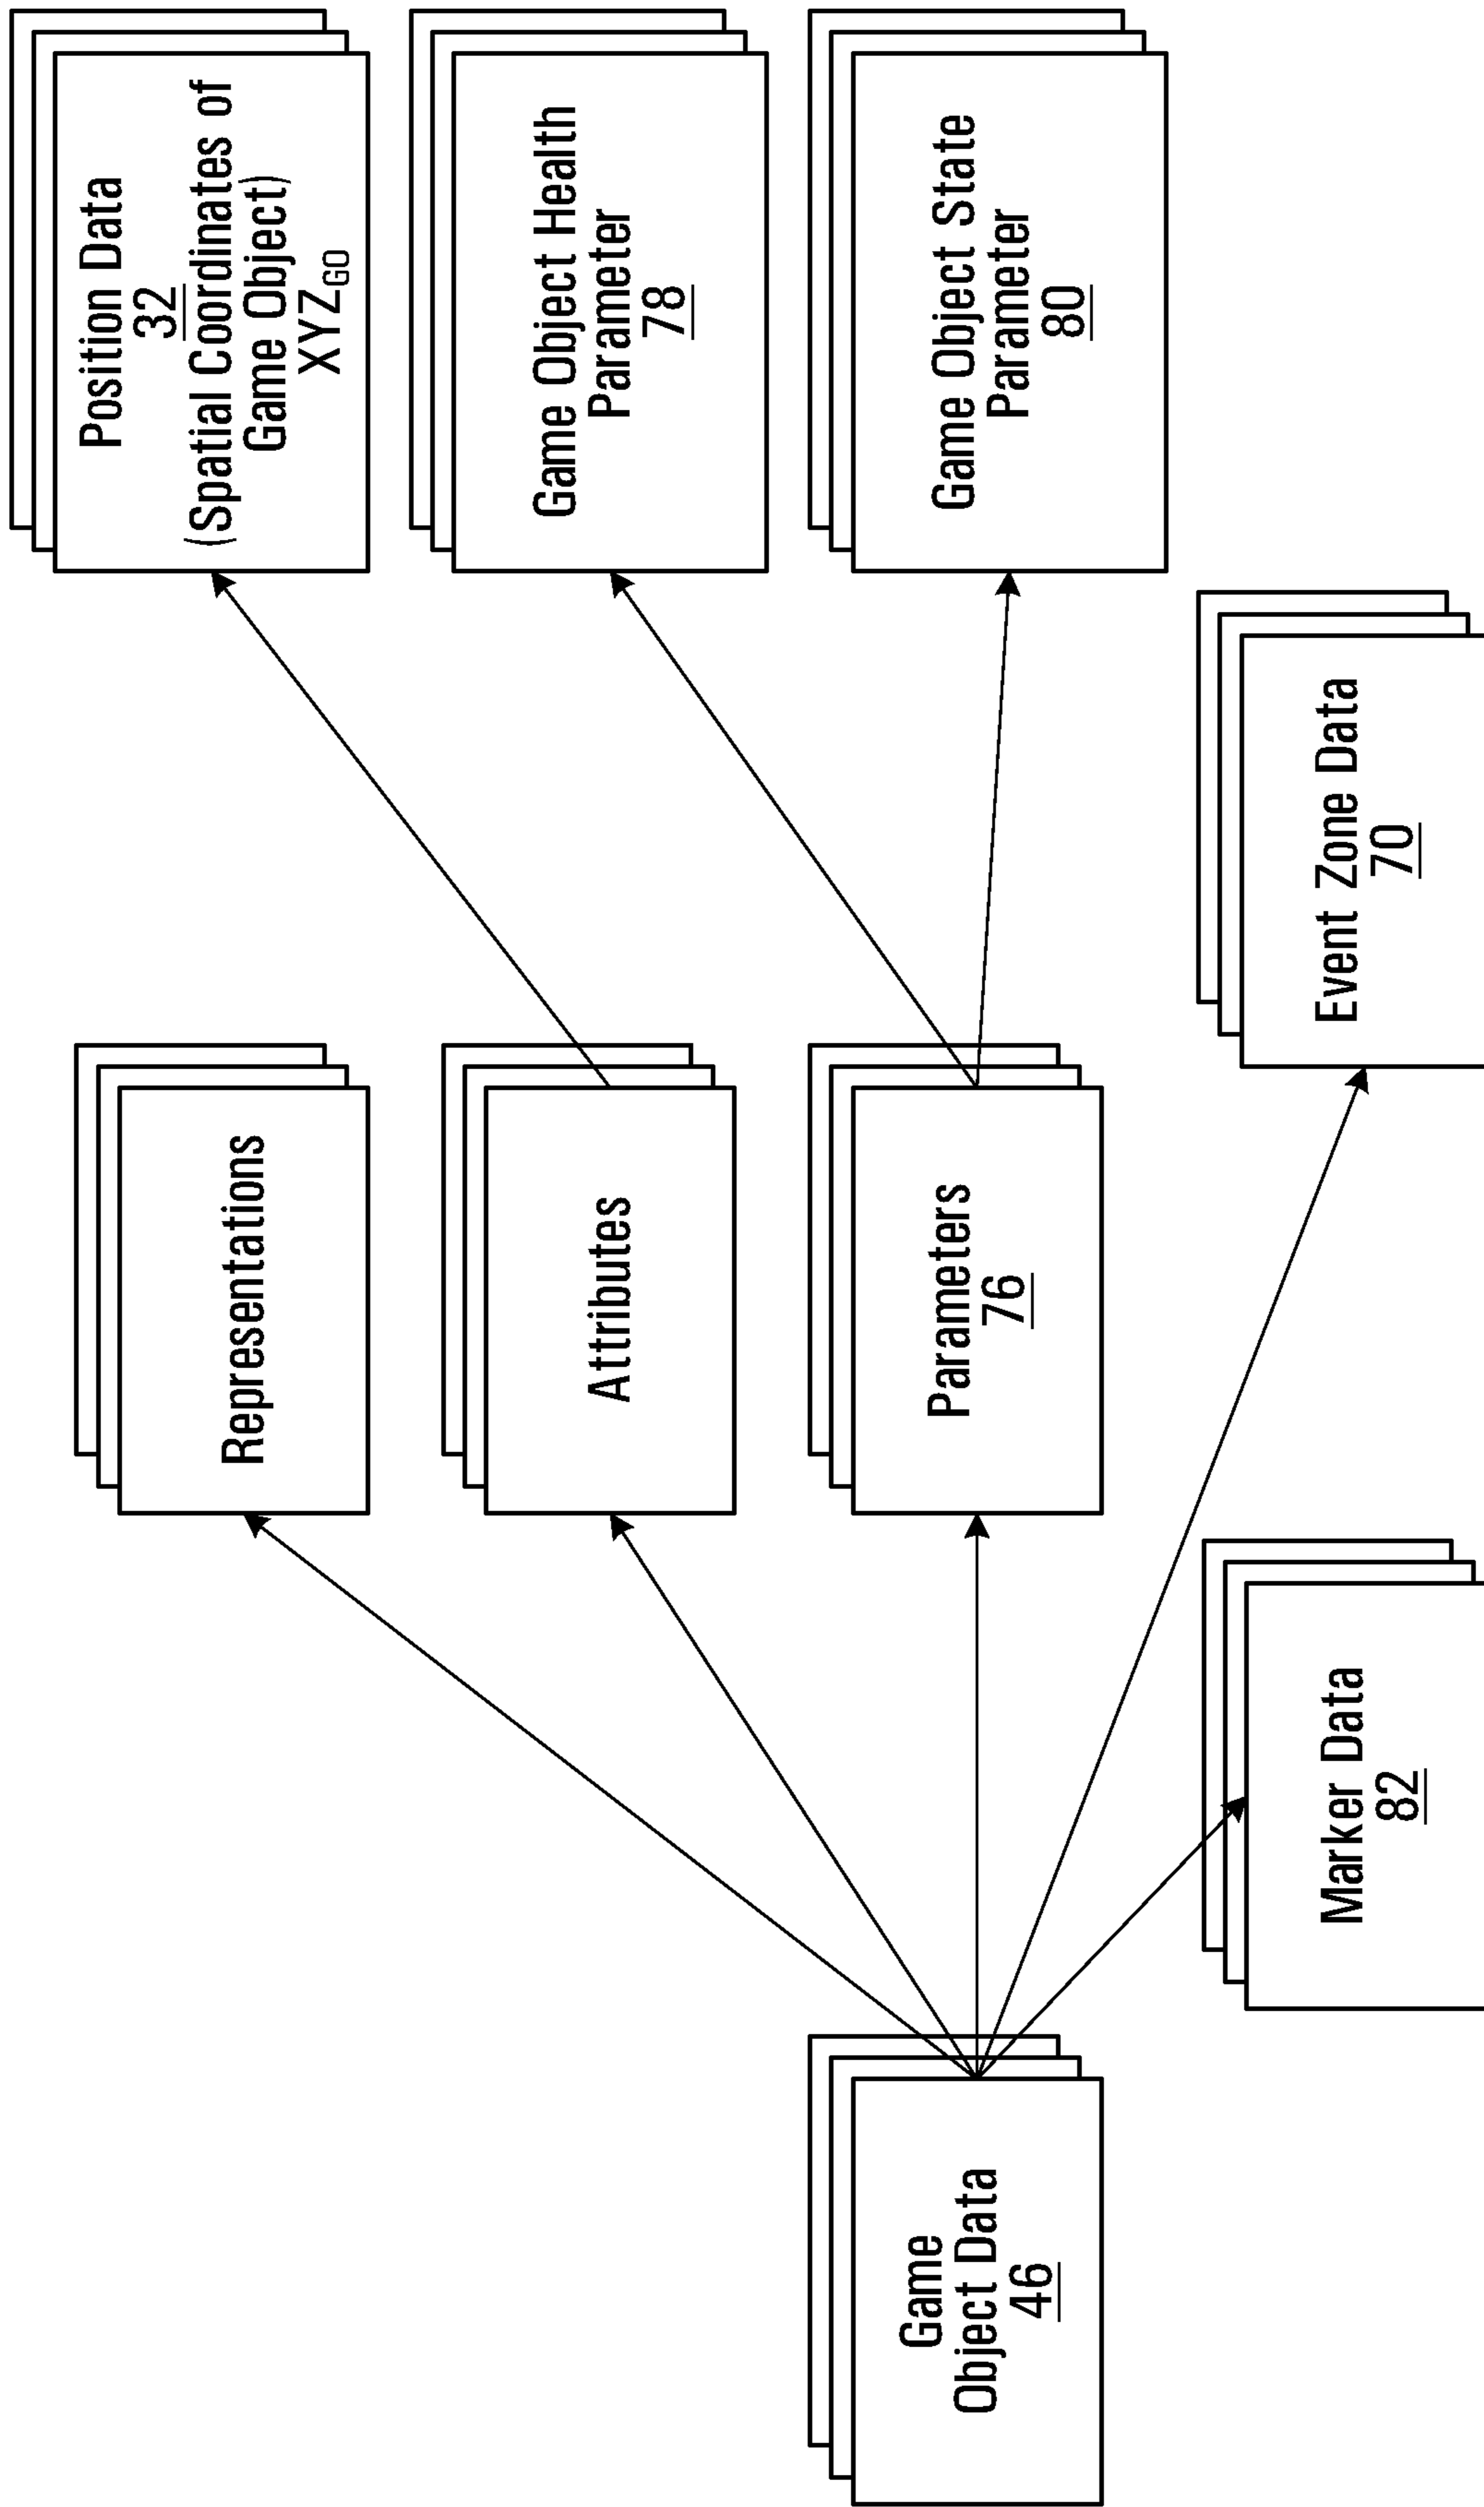 Position Data
32
(Spatial Coordinates of
Game Object)
XYZGO
Representations
Attributes
Game Object Health
Parameter
78
Game
Object Data
46
Parameters
76
Game Object State
Parameter
80
Marker Data
82
Event Zone Data
70